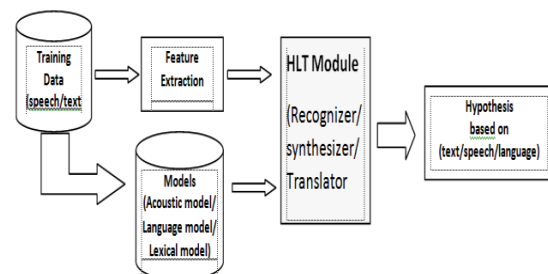 Training
Data
(speech/text
Feature
Extraction
HLT Module
(Recognizer/
synthesizer/
Translator
Hypothesis
based on
(text/speech/language)
Models
(Acoustic model/
Language model/
Lexical model)